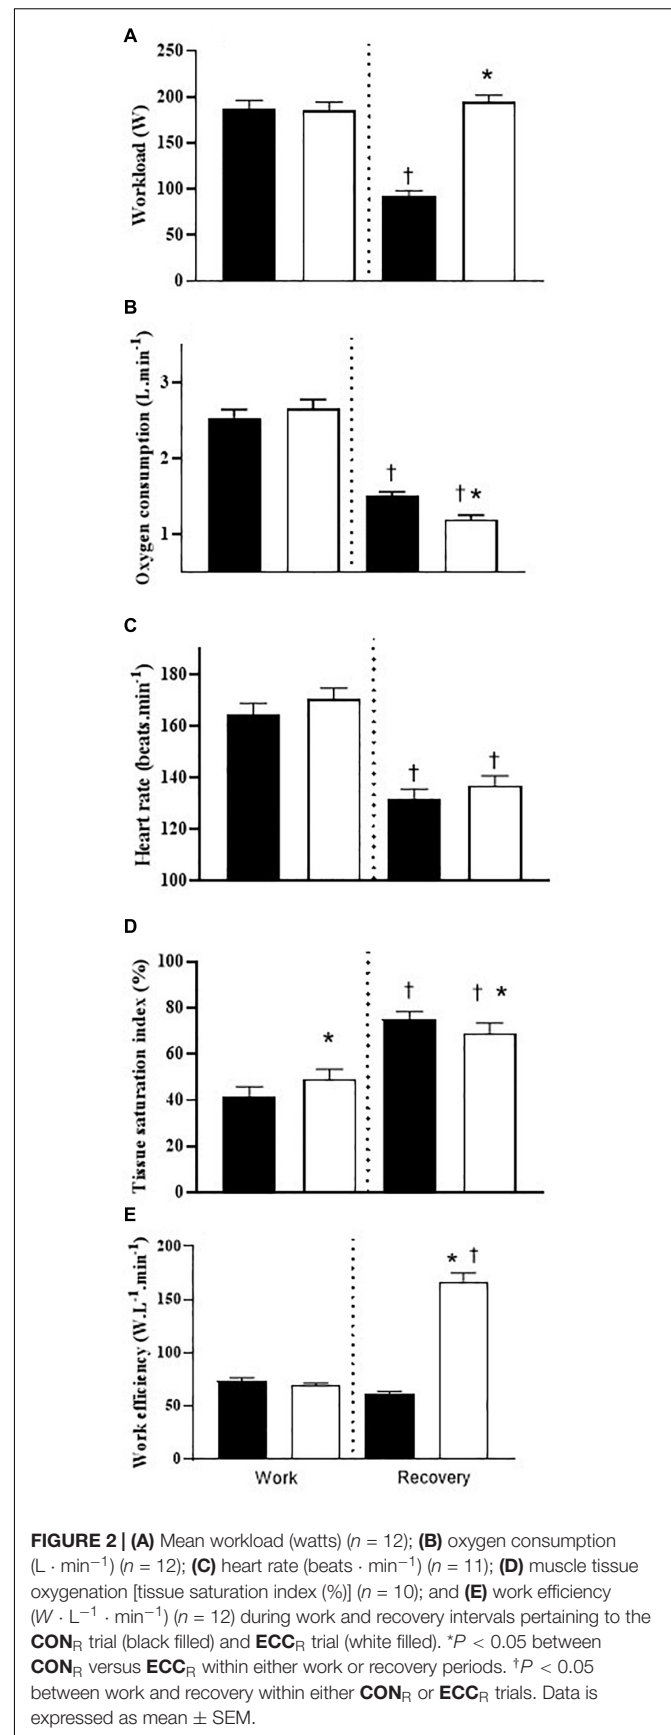 A
250
200
150
100
50
0
Workload (W)
*
†
B
3
2
1
Oxygen consumption (L.min⁻¹)
†
† *
C
180
160
140
120
100
Heart rate (beats.min⁻¹)
†
†
D
100
80
60
40
20
0
Tissue saturation index (%)
*
†
† *
E
200
150
100
50
0
Work efficiency (W.L⁻¹.min⁻¹)
* †
Work Recovery
FIGURE 2 | (A) Mean workload (watts) (n = 12); (B) oxygen consumption
(L · min⁻¹) (n = 12); (C) heart rate (beats · min⁻¹) (n = 11); (D) muscle tissue
oxygenation [tissue saturation index (%)] (n = 10); and (E) work efficiency
(W · L⁻¹ · min⁻¹) (n = 12) during work and recovery intervals pertaining to the
CON_R trial (black filled) and ECC_R trial (white filled). *P < 0.05 between
CON_R versus ECC_R within either work or recovery periods. †P < 0.05
between work and recovery within either CON_R or ECC_R trials. Data is
expressed as mean ± SEM.